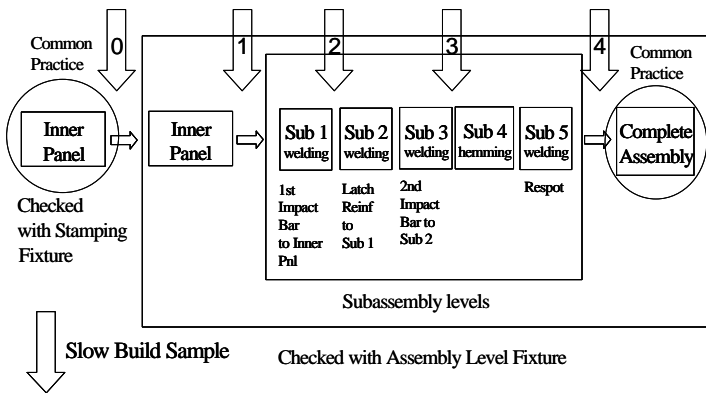 0
1
2
3
4
Common
Practice
Common
Practice
Inner
Panel
Inner
Panel
Sub 1
welding
Sub 2
welding
Sub 3
welding
Sub 4
hemming
Sub 5
welding
Complete
Assembly
1st
Impact
Bar
to Inner
Pnl
Latch
Reinf
to
Sub 1
2nd
Impact
Bar to
Sub 2
Respot
Checked
with Stamping
Fixture
Subassembly levels
Slow Build Sample
Checked with Assembly Level Fixture